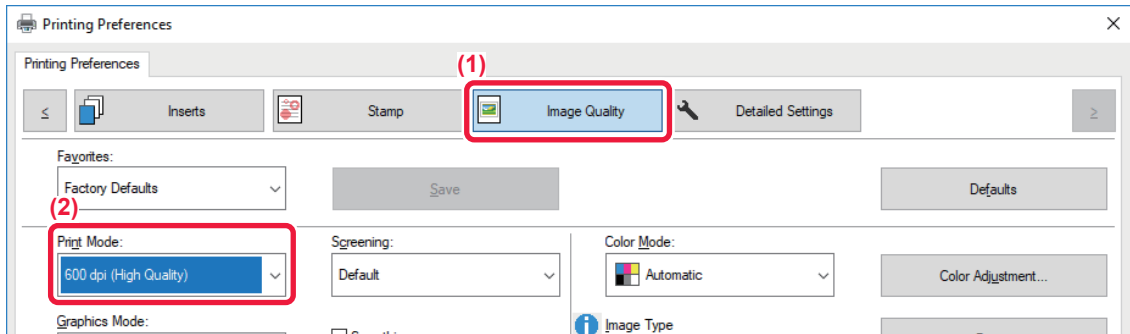 Printing Preferences
Printing Preferences
(1)
<
Inserts
Stamp
Image Quality
Detailed Settings
>
Favorites:
Factory Defaults
Save
Defaults
(2)
Print Mode:
Screening:
Color Mode:
600 dpi (High Quality)
Default
Automatic
Color Adjustment...
Graphics Mode:
Image Type